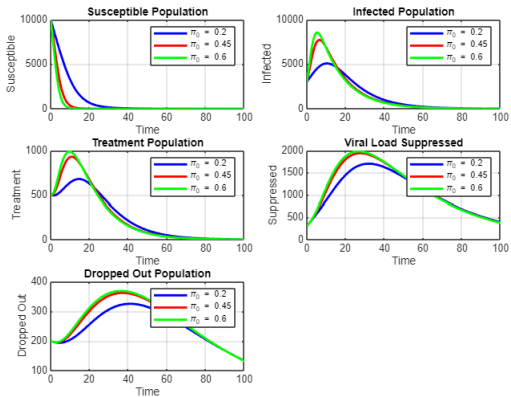 Susceptible Population
Susceptible
10000
5000
0
π₀ = 0.2
π₀ = 0.45
π₀ = 0.6
0 20 40 60 80 100
Time
Infected Population
Infected
10000
5000
0
π₀ = 0.2
π₀ = 0.45
π₀ = 0.6
0 20 40 60 80 100
Time
Treatment Population
Treatment
1000
500
0
π₀ = 0.2
π₀ = 0.45
π₀ = 0.6
0 20 40 60 80 100
Time
Viral Load Suppressed
Suppressed
2000
1500
1000
500
0
π₀ = 0.2
π₀ = 0.45
π₀ = 0.6
0 20 40 60 80 100
Time
Dropped Out Population
Dropped Out
400
300
200
100
π₀ = 0.2
π₀ = 0.45
π₀ = 0.6
0 20 40 60 80 100
Time